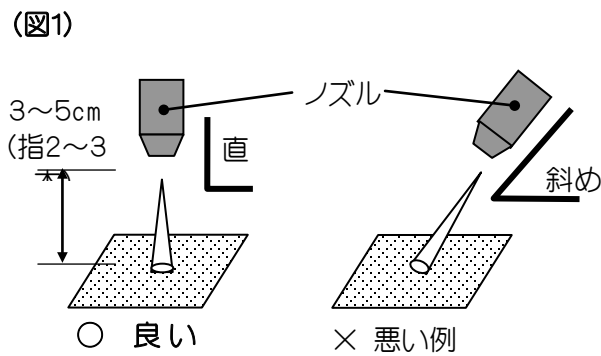 (図1)
ノズル
3～5cm
(指2～3
直
斜め
○ 良い
× 悪い例